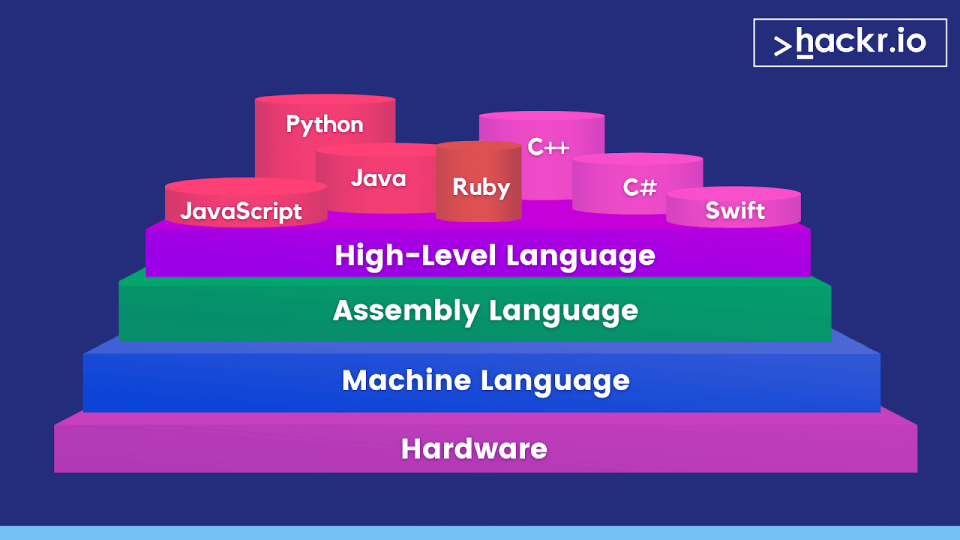 >hackr.io
Python
C++
Java
Ruby
C#
JavaScript
Swift
High-Level Language
Assembly Language
Machine Language
Hardware